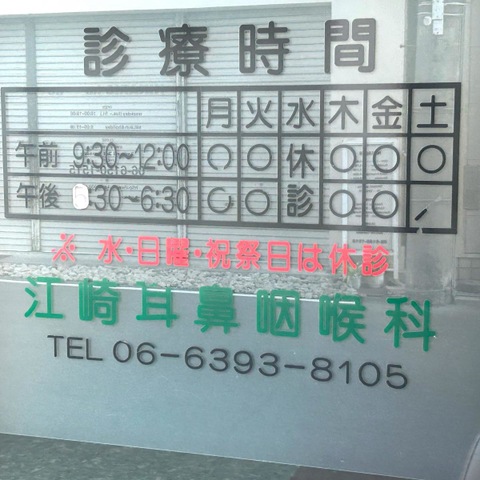 診療時間
月 火 水 木 金 土
午前 9:30～12:00 ○ ○ 休 ○ ○ ○
午後 :30～6:30 ○ ○ 診 ○ ○ /
※ 水・日曜・祝祭日は休診
江崎耳鼻咽喉科
TEL 06-6393-8105